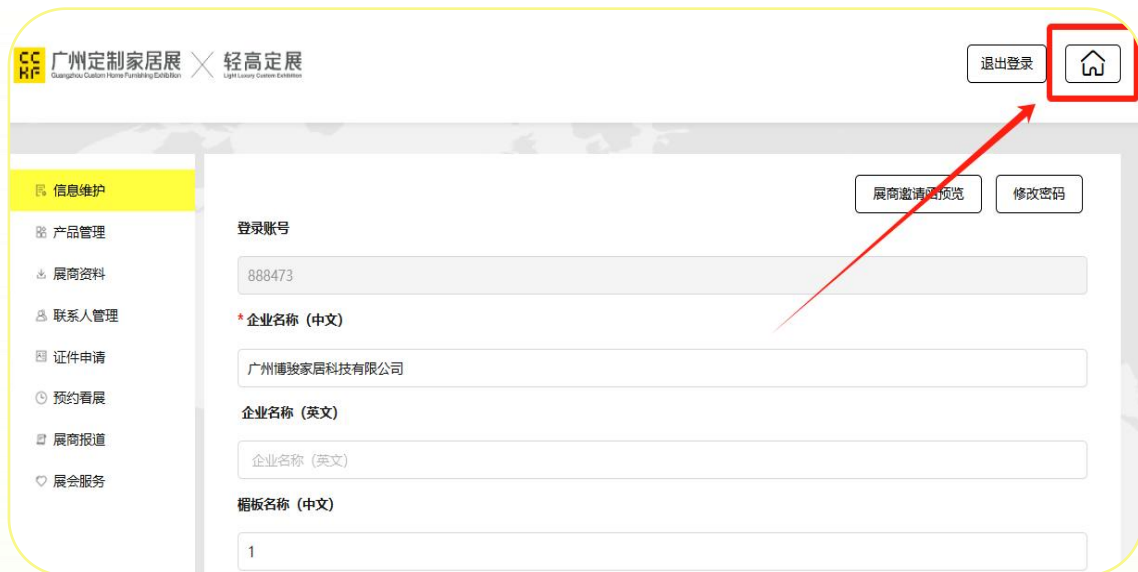 CC
HF
广州定制家居展
Guangzhou Custom Home Furnishing Exhibition
轻高定展
Light Luxury Custom Exhibition
退出登录
信息维护
产品管理
展商资料
联系人管理
证件申请
预约看展
展商报道
展会服务
展商邀请函预览
修改密码
登录账号
888473
*企业名称（中文）
广州博骏家居科技有限公司
企业名称（英文）
企业名称（英文）
楣板名称（中文）
1